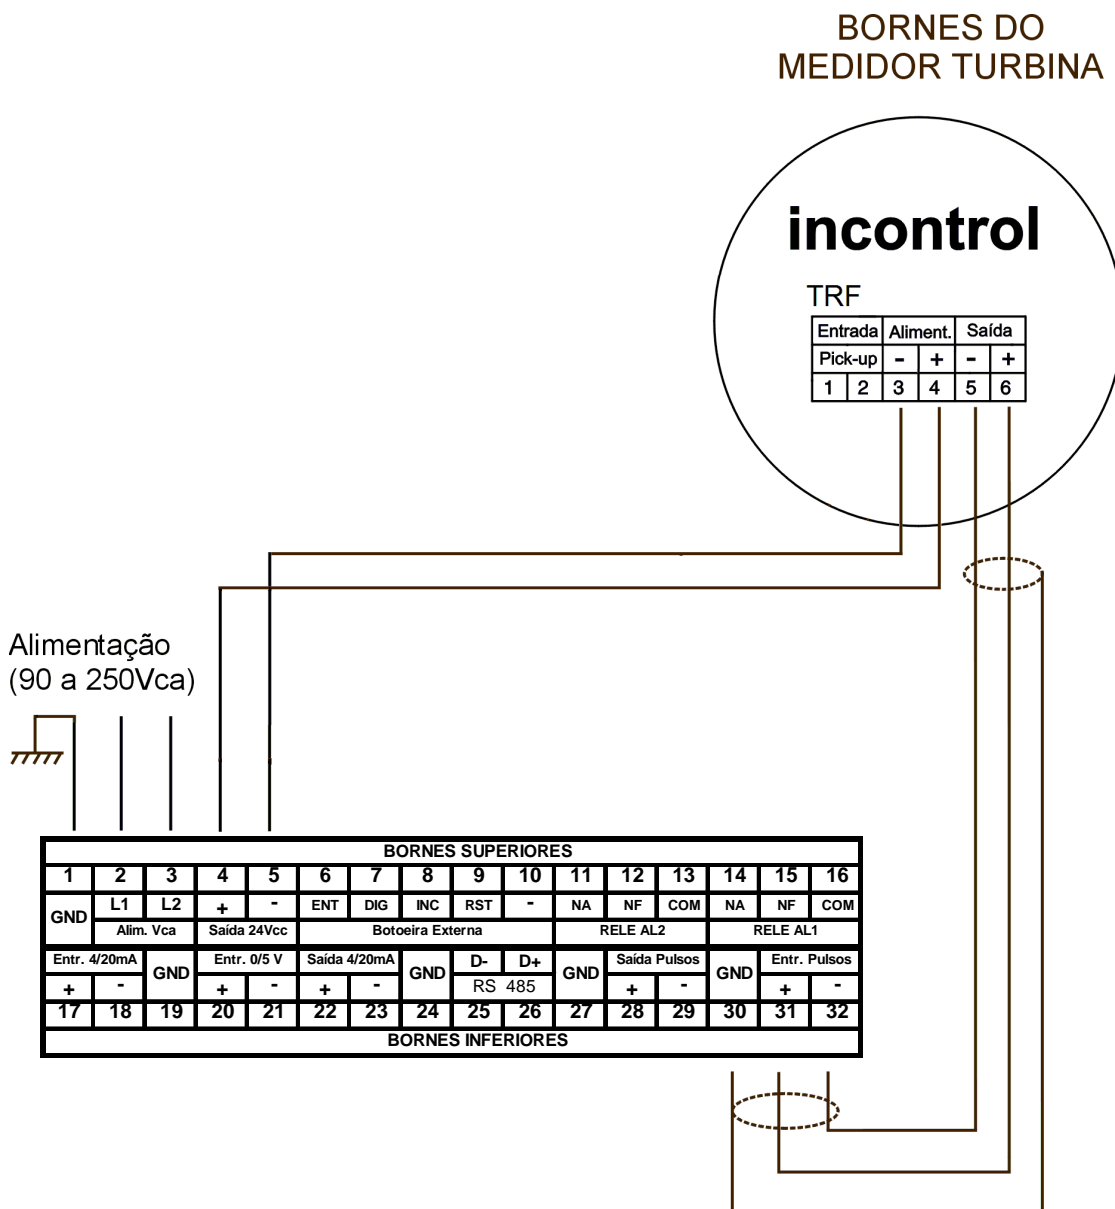 BORNES DO
MEDIDOR TURBINA
incontrol
TRF
Entrada Aliment. Saída
Pick-up - + - +
1 2 3 4 5 6
Alimentação
(90 a 250Vca)
BORNES SUPERIORES
1 2 3 4 5 6 7 8 9 10 11 12 13 14 15 16
GND L1 L2 + - ENT DIG INC RST - NA NF COM NA NF COM
Alim. Vca Saída 24Vcc Botoeira Externa RELE AL2 RELE AL1
Entr. 4/20mA GND Entr. 0/5 V Saída 4/20mA GND D- D+ GND Saída Pulsos GND Entr. Pulsos
+ - + - + - RS 485 + - + -
17 18 19 20 21 22 23 24 25 26 27 28 29 30 31 32
BORNES INFERIORES